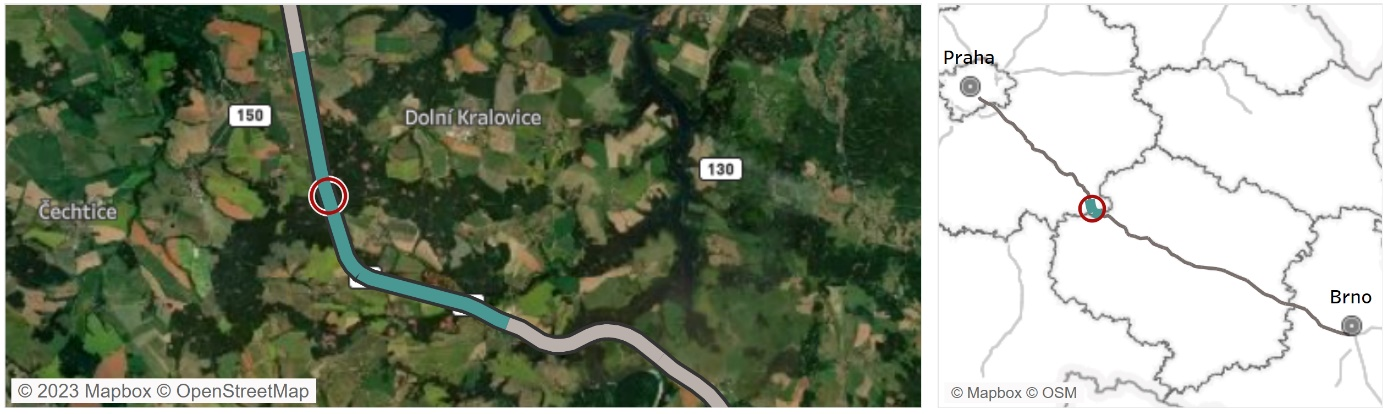 150
Dolní Kralovice
130
Čechtice
© 2023 Mapbox © OpenStreetMap
Praha
Brno
© Mapbox © OSM